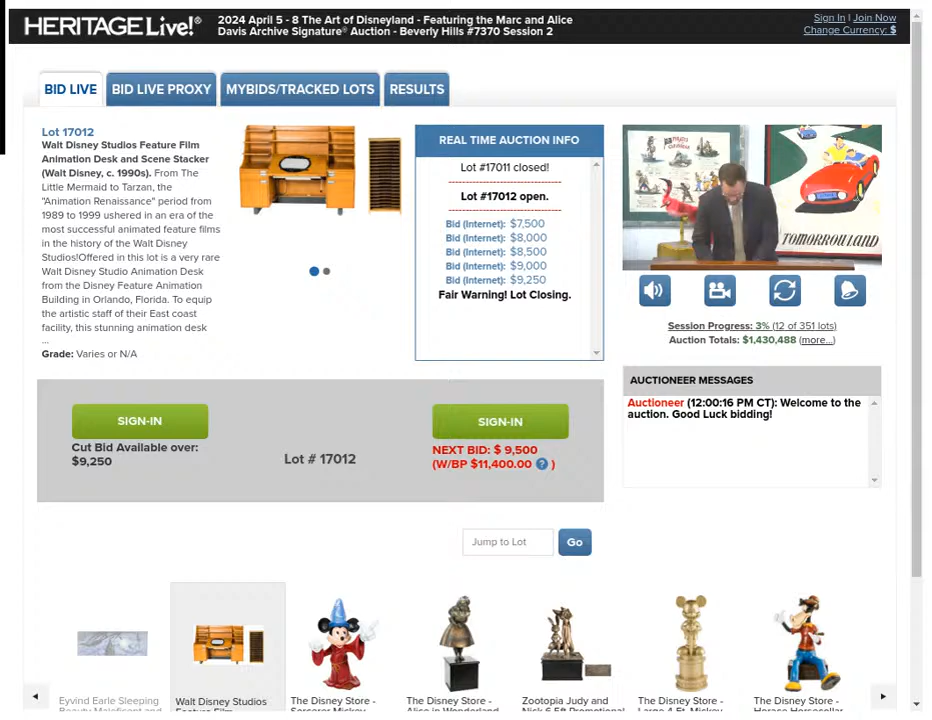 HERITAGE Live!®
2024 April 5 - 8 The Art of Disneyland - Featuring the Marc and Alice
Davis Archive Signature® Auction - Beverly Hills #7370 Session 2
Sign In | Join Now
Change Currency: $
BID LIVE
BID LIVE PROXY
MYBIDS/TRACKED LOTS
RESULTS
Lot 17012
Walt Disney Studios Feature Film
Animation Desk and Scene Stacker
(Walt Disney, c. 1990s). From The
Little Mermaid to Tarzan, the
"Animation Renaissance" period from
1989 to 1999 ushered in an era of the
most successful animated feature films
in the history of the Walt Disney
Studios!Offered in this lot is a very rare
Walt Disney Studio Animation Desk
from the Disney Feature Animation
Building in Orlando, Florida. To equip
the artistic staff of their East coast
facility, this stunning animation desk
...
Grade: Varies or N/A
REAL TIME AUCTION INFO
Lot #17011 closed!
Lot #17012 open.
Bid (Internet): $7,500
Bid (Internet): $8,000
Bid (Internet): $8,500
Bid (Internet): $9,000
Bid (Internet): $9,250
Fair Warning! Lot Closing.
TOMORROWLAND
Session Progress: 3% (12 of 351 lots)
Auction Totals: $1,430,488 (more...)
AUCTIONEER MESSAGES
Auctioneer (12:00:16 PM CT): Welcome to the
auction. Good Luck bidding!
SIGN-IN
Cut Bid Available over:
$9,250
Lot # 17012
SIGN-IN
NEXT BID: $ 9,500
(W/BP $11,400.00 ? )
Jump to Lot
Go
Eyvind Earle Sleeping
Beauty Maleficent and
Walt Disney Studios
Feature Film
The Disney Store -
Sorcerer Mickey
The Disney Store -
Alice in Wonderland
Zootopia Judy and
Nick 6.5ft Promotional
The Disney Store -
Large 4 Ft. Mickey
The Disney Store -
Horace Horsecollar